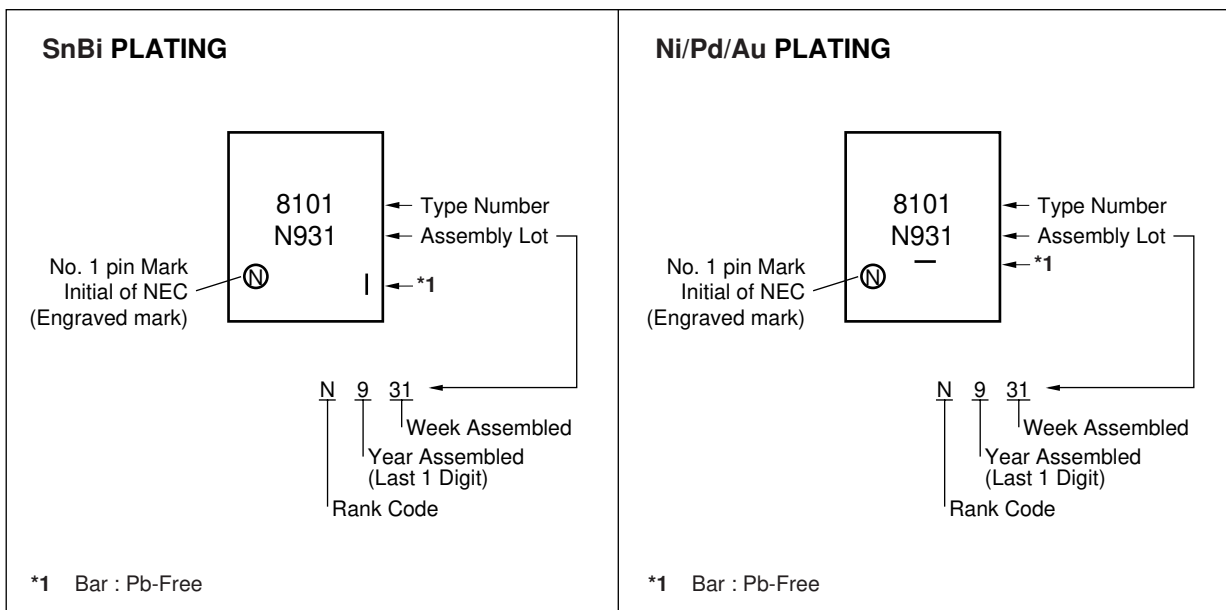 SnBi PLATING
8101
N931
Type Number
Assembly Lot
No. 1 pin Mark
Initial of NEC
(Engraved mark)
N
*1
N 9 31
Week Assembled
Year Assembled
(Last 1 Digit)
Rank Code
*1 Bar : Pb-Free
Ni/Pd/Au PLATING
8101
N931
Type Number
Assembly Lot
*1
No. 1 pin Mark
Initial of NEC
(Engraved mark)
N
N 9 31
Week Assembled
Year Assembled
(Last 1 Digit)
Rank Code
*1 Bar : Pb-Free